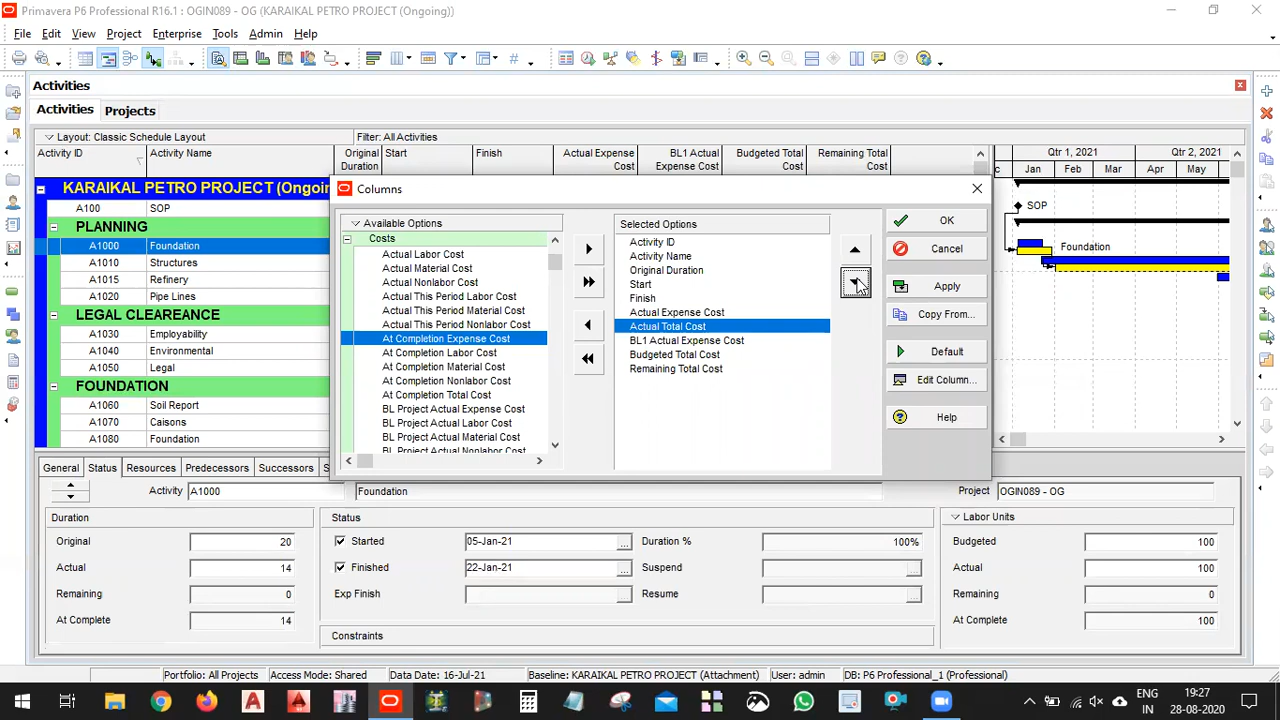 Primavera P6 Professional R16.1 : OGIN089 - OG (KARAIKAL PETRO PROJECT (Ongoing))
File Edit View Project Enterprise Tools Admin Help
Activities
Activities Projects
Layout: Classic Schedule Layout Filter: All Activities
Activity ID Activity Name Original Duration Start Finish Actual Expense Cost BL1 Actual Expense Cost Budgeted Total Cost Remaining Total Cost
Qtr 1, 2021 Qtr 2, 2021
c Jan Feb Mar Apr May
KARAIKAL PETRO PROJECT (Ongoin
A100 SOP
PLANNING
A1000 Foundation
A1010 Structures
A1015 Refinery
A1020 Pipe Lines
LEGAL CLEAREANCE
A1030 Employability
A1040 Environmental
A1050 Legal
FOUNDATION
A1060 Soil Report
A1070 Caisons
A1080 Foundation
SOP
Foundation
Columns
Available Options
Costs
Actual Labor Cost
Actual Material Cost
Actual Nonlabor Cost
Actual This Period Labor Cost
Actual This Period Material Cost
Actual This Period Nonlabor Cost
At Completion Expense Cost
At Completion Labor Cost
At Completion Material Cost
At Completion Nonlabor Cost
At Completion Total Cost
BL Project Actual Expense Cost
BL Project Actual Labor Cost
BL Project Actual Material Cost
BL Project Actual Nonlabor Cost
Selected Options
Activity ID
Activity Name
Original Duration
Start
Finish
Actual Expense Cost
Actual Total Cost
BL1 Actual Expense Cost
Budgeted Total Cost
Remaining Total Cost
OK
Cancel
Apply
Copy From...
Default
Edit Column...
Help
General Status Resources Predecessors Successors S
Activity A1000 Foundation Project OGIN089 - OG
Duration
Original 20
Actual 14
Remaining 0
At Complete 14
Status
Started 05-Jan-21 ... Duration % 100%
Finished 22-Jan-21 ... Suspend ...
Exp Finish ... Resume ...
Constraints
Labor Units
Budgeted 100
Actual 100
Remaining 0
At Complete 100
Portfolio: All Projects Access Mode: Shared Data Date: 16-Jul-21 Baseline: KARAIKAL PETRO PROJECT (Attachment) User: admin DB: P6 Professional_1 (Professional)
ENG
IN
19:27
28-08-2020